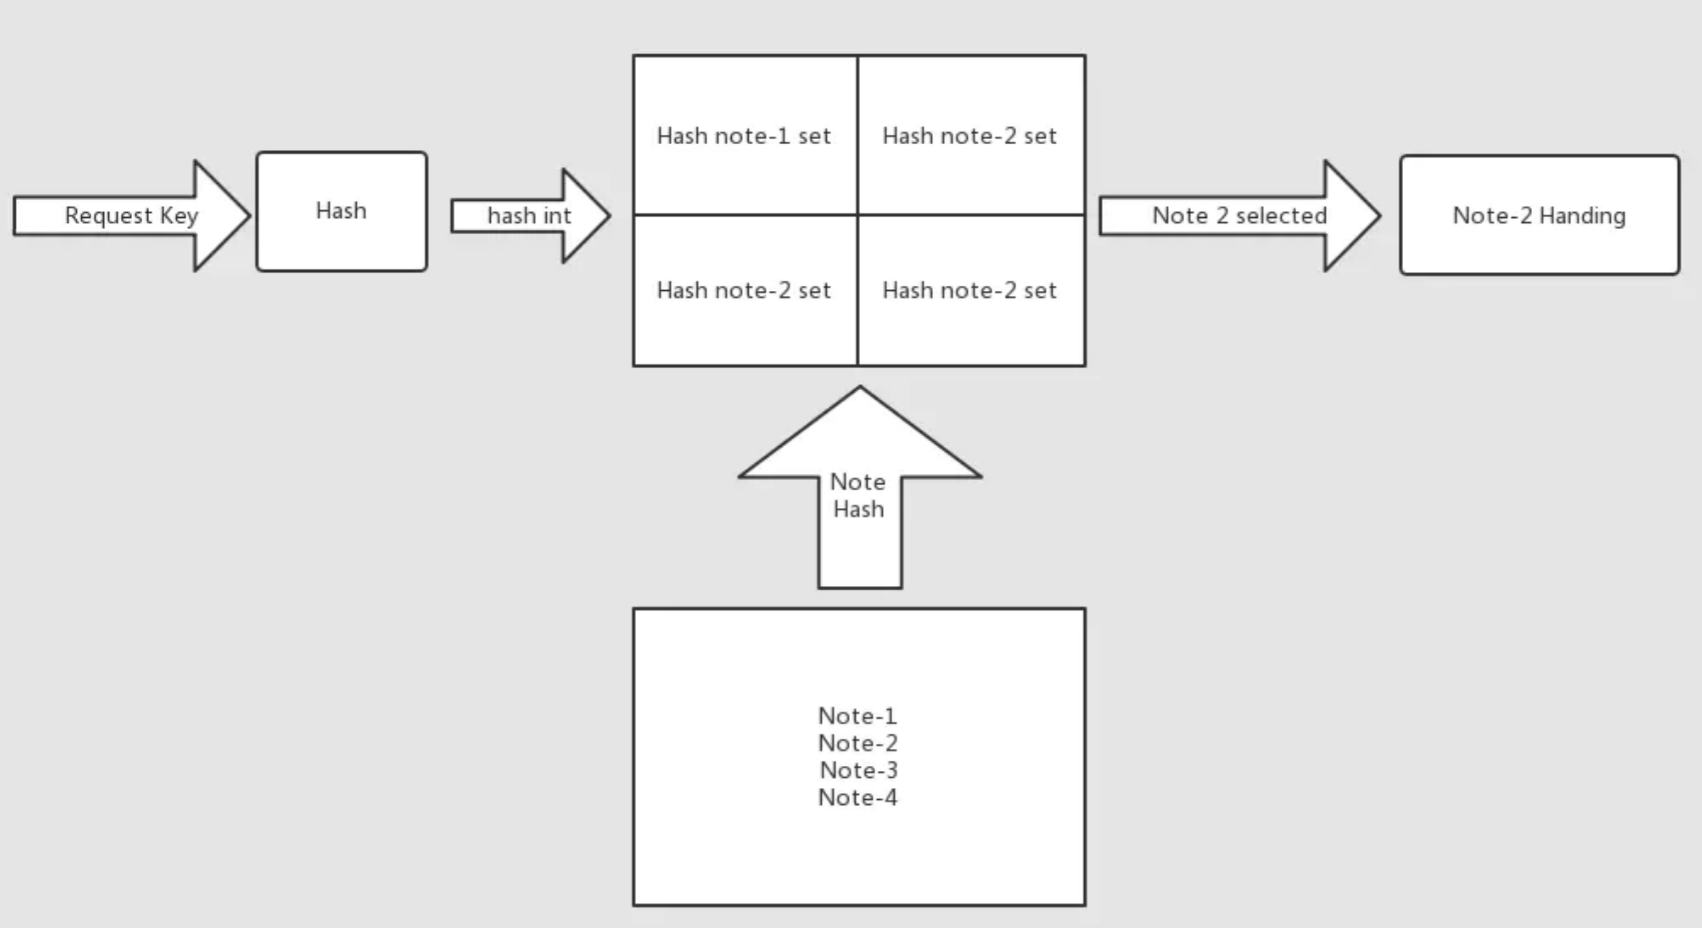 Request Key
Hash
hash int
Hash note-1 set
Hash note-2 set
Hash note-2 set
Hash note-2 set
Note 2 selected
Note-2 Handing
Note
Hash
Note-1
Note-2
Note-3
Note-4